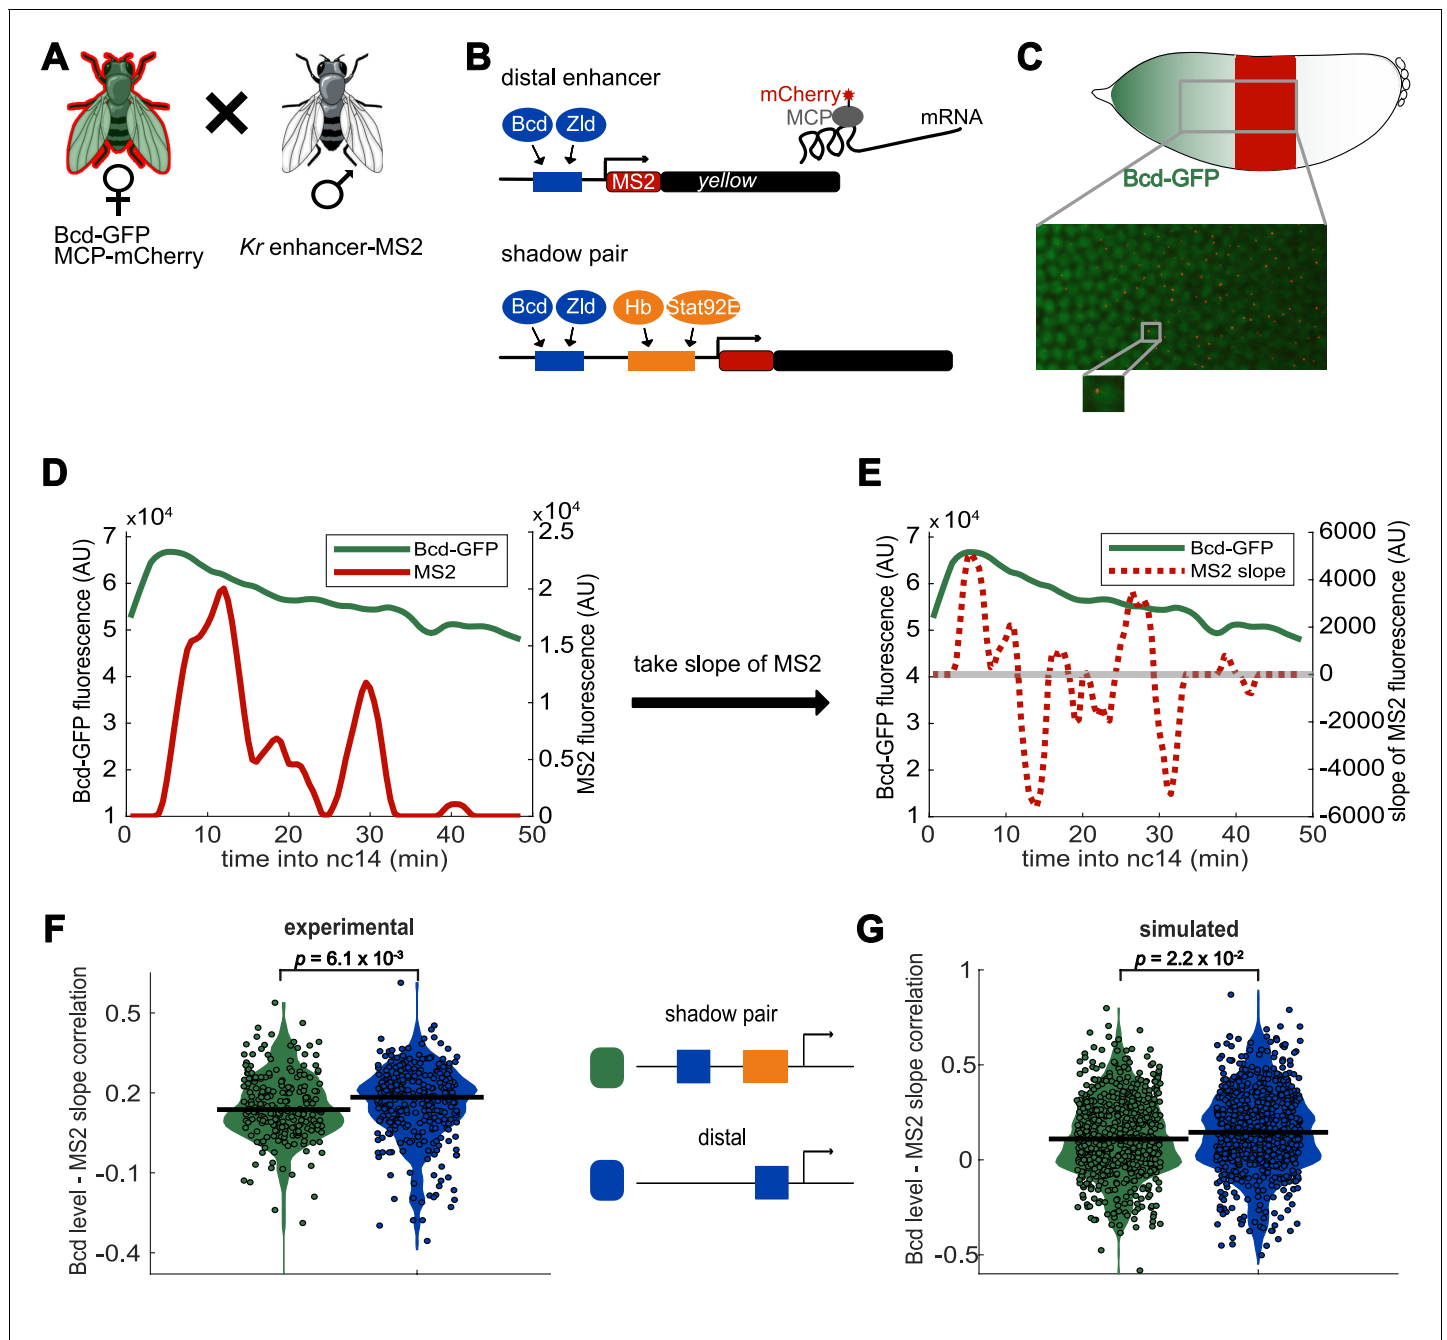 A
Bcd-GFP
MCP-mCherry
Kr enhancer-MS2
B
distal enhancer
Bcd Zld
mCherry
MCP
mRNA
MS2 yellow
shadow pair
Bcd Zld Hb Stat92E
C
Bcd-GFP
D
x10⁴
x10⁴
Bcd-GFP fluorescence (AU)
7
6
5
4
3
2
1
Bcd-GFP
MS2
2.5
2
1.5
1
0.5
0
MS2 fluorescence (AU)
0 10 20 30 40 50
time into nc14 (min)
take slope of MS2
E
x 10⁴
Bcd-GFP fluorescence (AU)
7
6
5
4
3
2
1
Bcd-GFP
MS2 slope
6000
4000
2000
0
-2000
-4000
-6000
slope of MS2 fluorescence (AU)
0 10 20 30 40 50
time into nc14 (min)
F
experimental
p = 6.1 x 10⁻³
Bcd level - MS2 slope correlation
0.5
0.2
-0.1
-0.4
shadow pair
distal
G
simulated
p = 2.2 x 10⁻²
Bcd level - MS2 slope correlation
1
0.5
0
-0.5